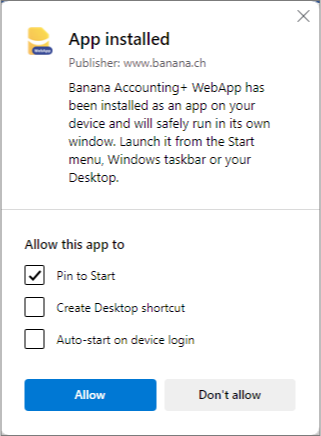 App installed
WebApp
Publisher: www.banana.ch
Banana Accounting+ WebApp has
been installed as an app on your
device and will safely run in its own
window. Launch it from the Start
menu, Windows taskbar or your
Desktop.
Allow this app to
Pin to Start
Create Desktop shortcut
Auto-start on device login
Allow
Don't allow